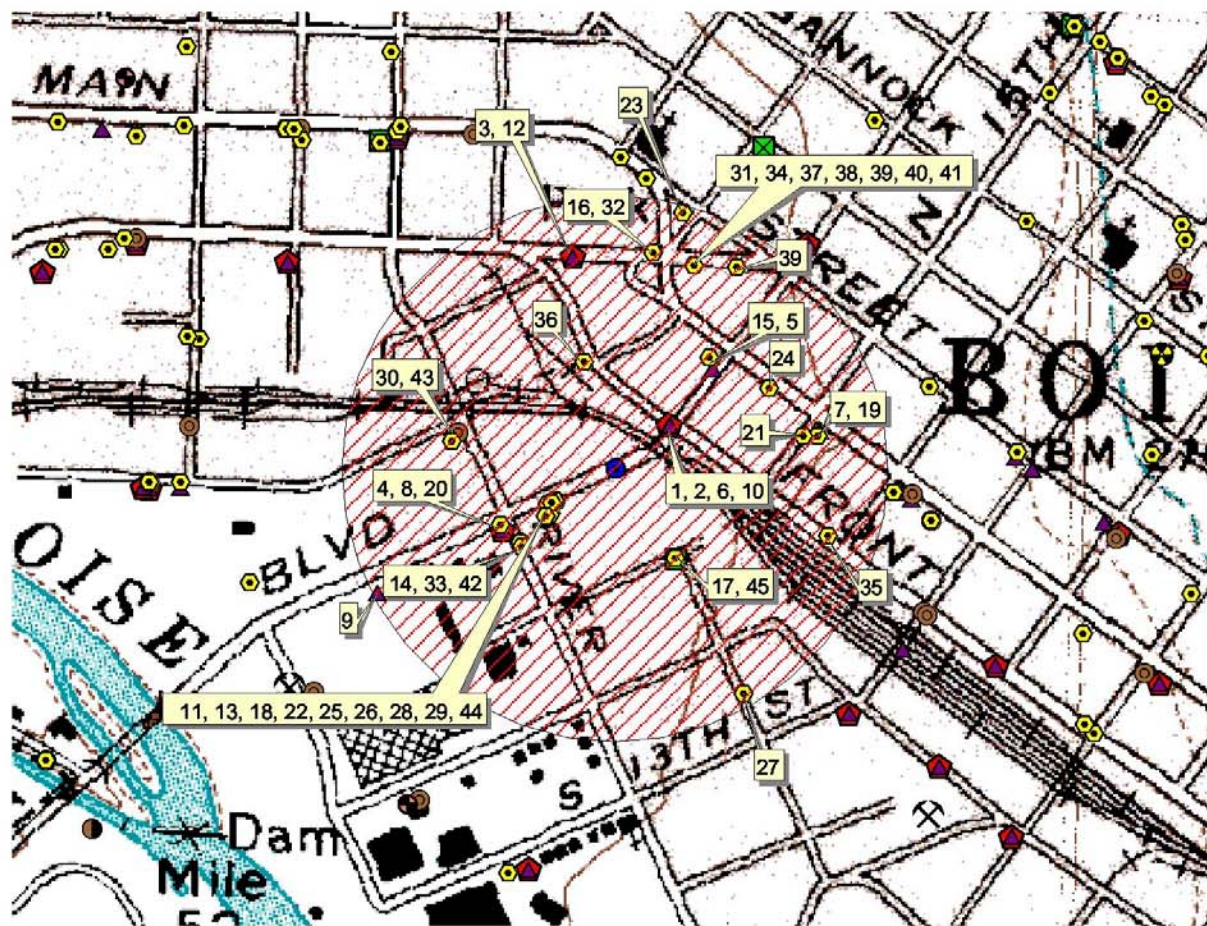 MAIN
BANNOCK
15TH
23
3, 12
31, 34, 37, 38, 39, 40, 41
16, 32
39
STREET
36
15, 5
24
BOI
30, 43
7, 19
21
BM
1, 2, 6, 10
FRONT
4, 8, 20
OISE
BLVD
RIVER
14, 33, 42
17, 45
35
9
11, 13, 18, 22, 25, 26, 28, 29, 44
13TH ST
27
S
Dam
Mile